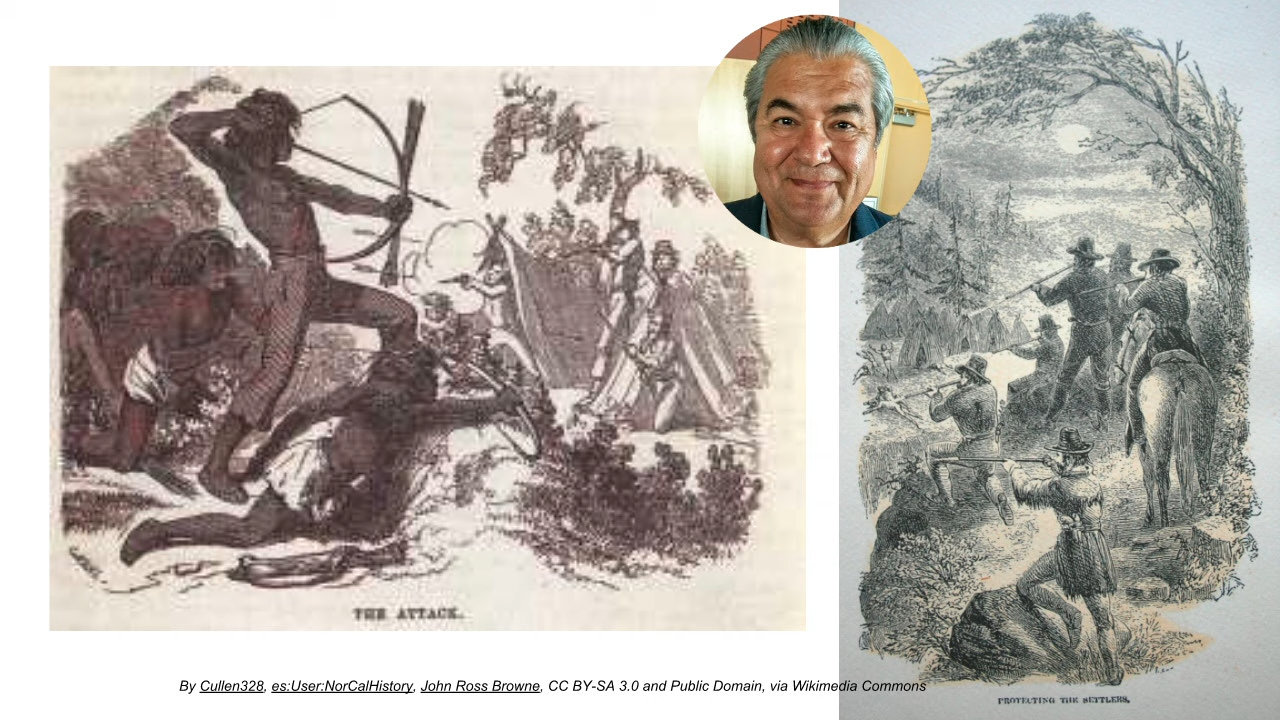 THE ATTACK.
PROTECTING THE SETTLERS.
By Cullen328, es:User:NorCalHistory, John Ross Browne, CC BY-SA 3.0 and Public Domain, via Wikimedia Commons